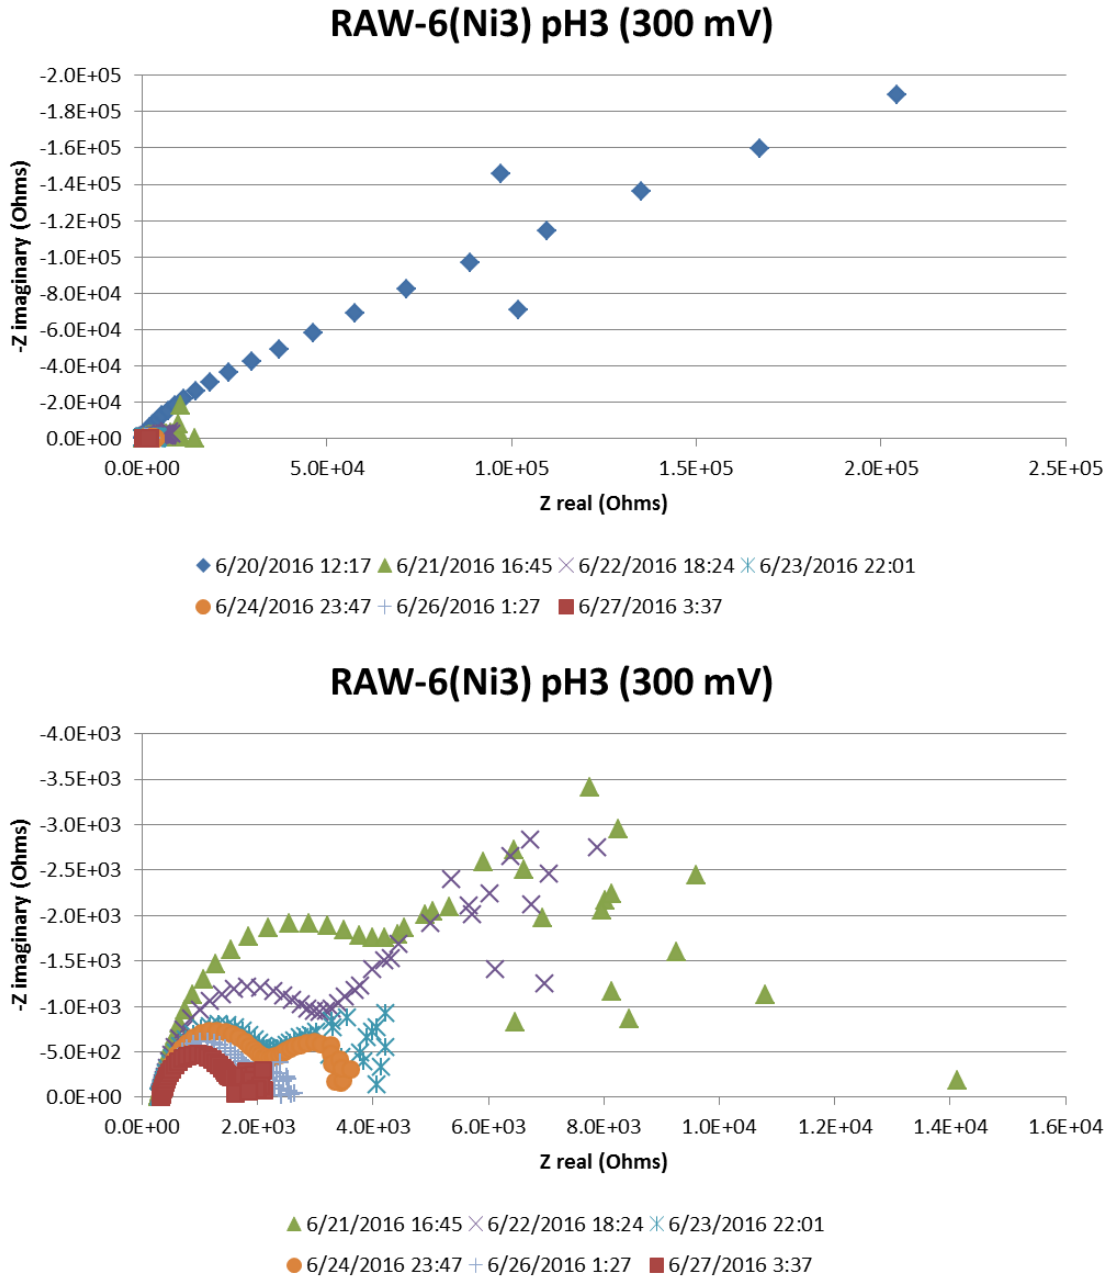 RAW-6(Ni3) pH3 (300 mV)
-2.0E+05
-1.8E+05
-1.6E+05
-1.4E+05
-1.2E+05
-1.0E+05
-8.0E+04
-6.0E+04
-4.0E+04
-2.0E+04
0.0E+00
-Z imaginary (Ohms)
0.0E+00 5.0E+04 1.0E+05 1.5E+05 2.0E+05 2.5E+05
Z real (Ohms)
6/20/2016 12:17 6/21/2016 16:45 6/22/2016 18:24 6/23/2016 22:01
6/24/2016 23:47 6/26/2016 1:27 6/27/2016 3:37
RAW-6(Ni3) pH3 (300 mV)
-4.0E+03
-3.5E+03
-3.0E+03
-2.5E+03
-2.0E+03
-1.5E+03
-1.0E+03
-5.0E+02
0.0E+00
-Z imaginary (Ohms)
0.0E+00 2.0E+03 4.0E+03 6.0E+03 8.0E+03 1.0E+04 1.2E+04 1.4E+04 1.6E+04
Z real (Ohms)
6/21/2016 16:45 6/22/2016 18:24 6/23/2016 22:01
6/24/2016 23:47 6/26/2016 1:27 6/27/2016 3:37